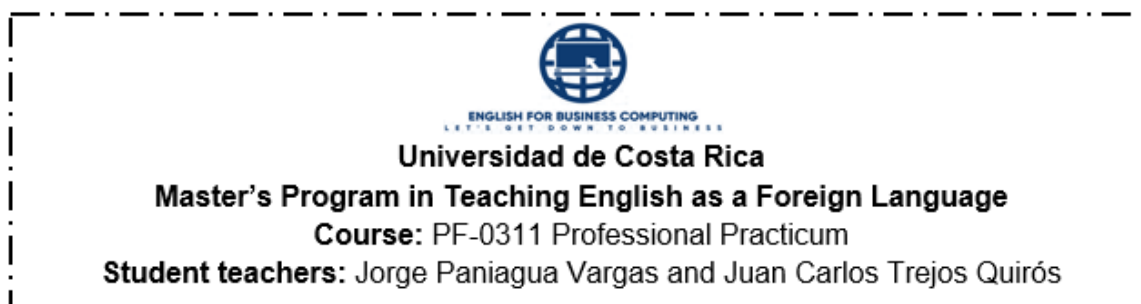 ENGLISH FOR BUSINESS COMPUTING
LET'S GET DOWN TO BUSINESS
Universidad de Costa Rica
Master's Program in Teaching English as a Foreign Language
Course: PF-0311 Professional Practicum
Student teachers: Jorge Paniagua Vargas and Juan Carlos Trejos Quirós